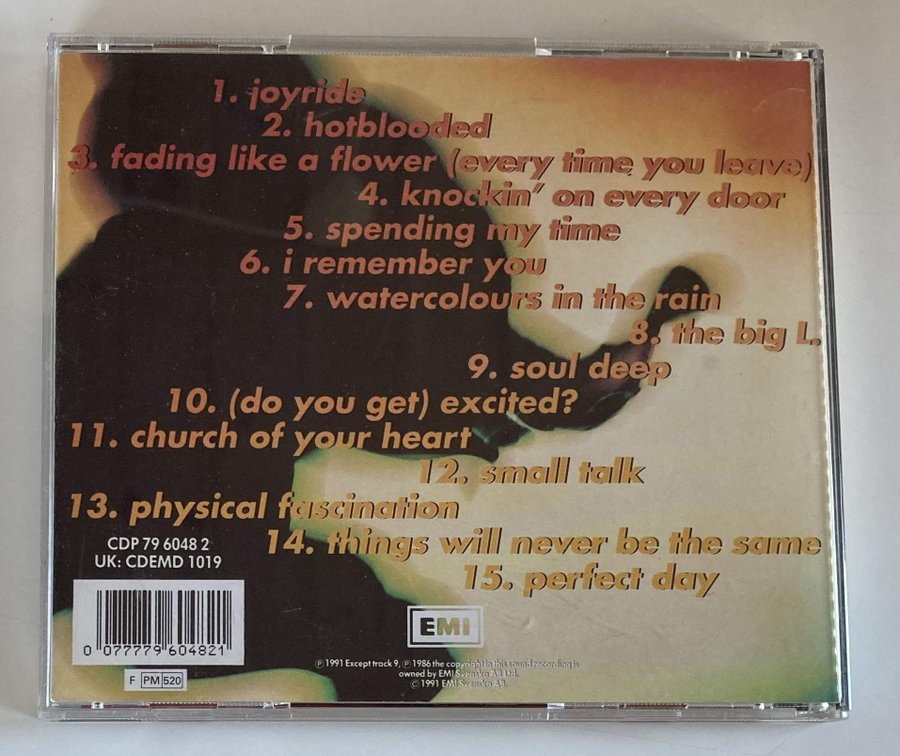 1. joyride
2. hotblooded
3. fading like a flower (every time you leave)
4. knockin' on every door
5. spending my time
6. i remember you
7. watercolours in the rain
8. the big L.
9. soul deep
10. (do you get) excited?
11. church of your heart
12. small talk
13. physical fascination
14. things will never be the same
15. perfect day
CDP 79 6048 2
UK: CDEMD 1019
0 077779 604821
EMI
F PM 520
℗ 1991 Except track 9, ℗ 1986 the copyright in this sound recording is
owned by EMI Svenska AB Ltd.
© 1991 EMI Svenska AB.